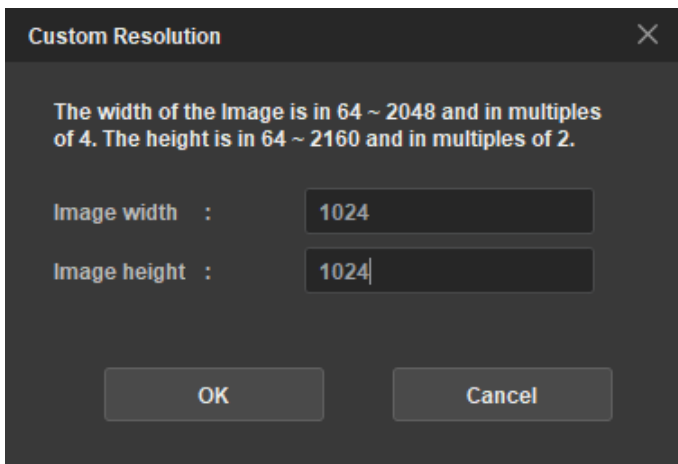 Custom Resolution
The width of the Image is in 64 ~ 2048 and in multiples
of 4. The height is in 64 ~ 2160 and in multiples of 2.
Image width : 1024
Image height : 1024
OK Cancel